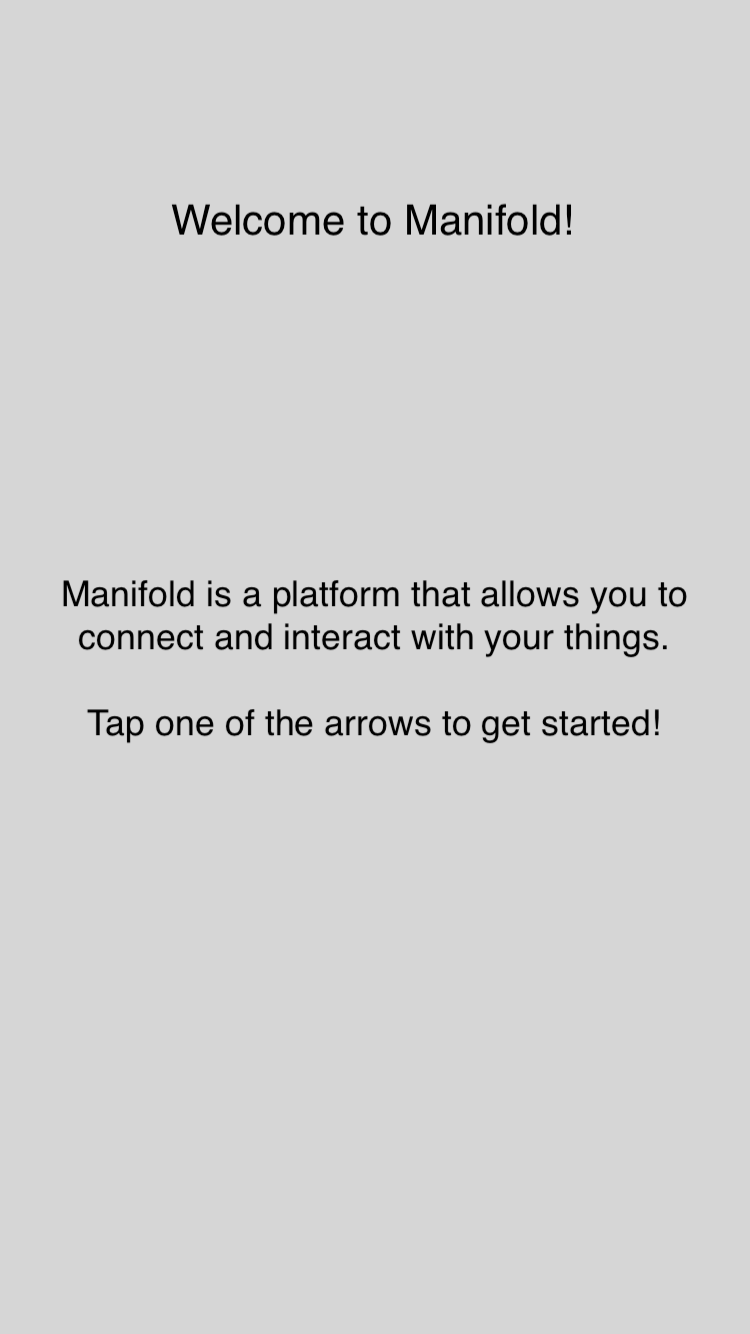 Welcome to Manifold!
Manifold is a platform that allows you to
connect and interact with your things.
Tap one of the arrows to get started!